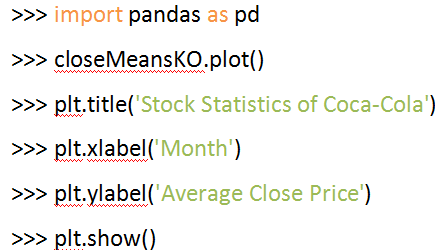 >>> import pandas as pd
>>> closeMeansKO.plot()
>>> plt.title('Stock Statistics of Coca-Cola')
>>> plt.xlabel('Month')
>>> plt.ylabel('Average Close Price')
>>> plt.show()